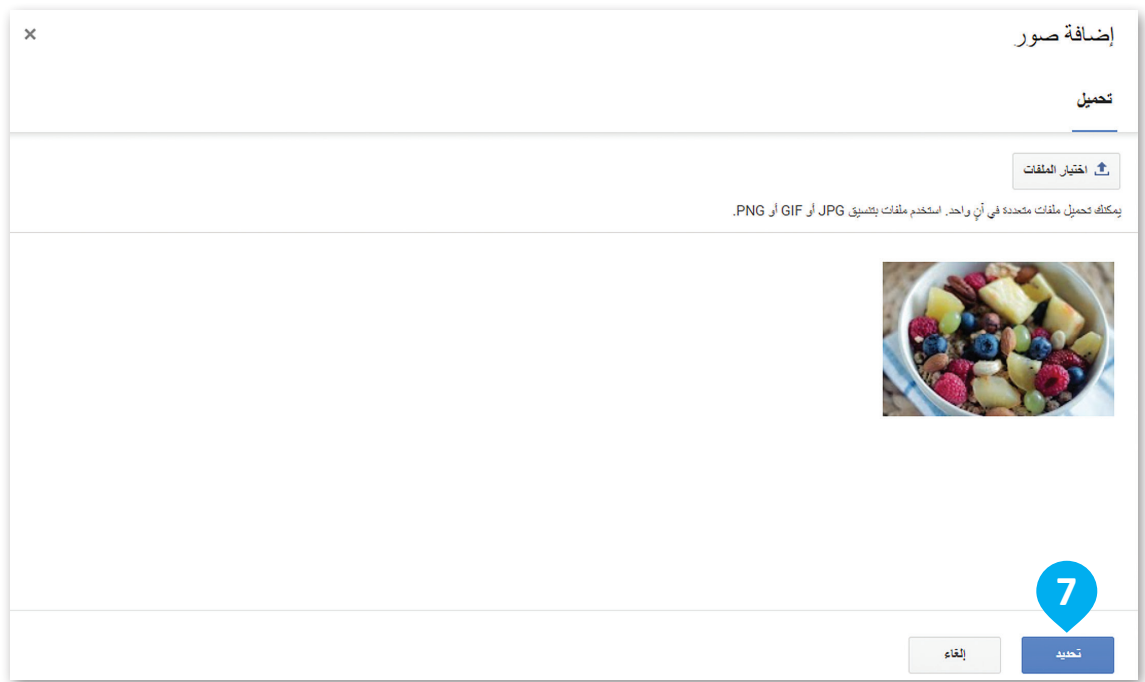 إضافة صور
×
تحميل
اختيار الملفات
يمكنك تحميل ملفات متعددة في آنٍ واحد. استخدم ملفات بتنسيق JPG أو GIF أو PNG.
7
تحديد
إلغاء